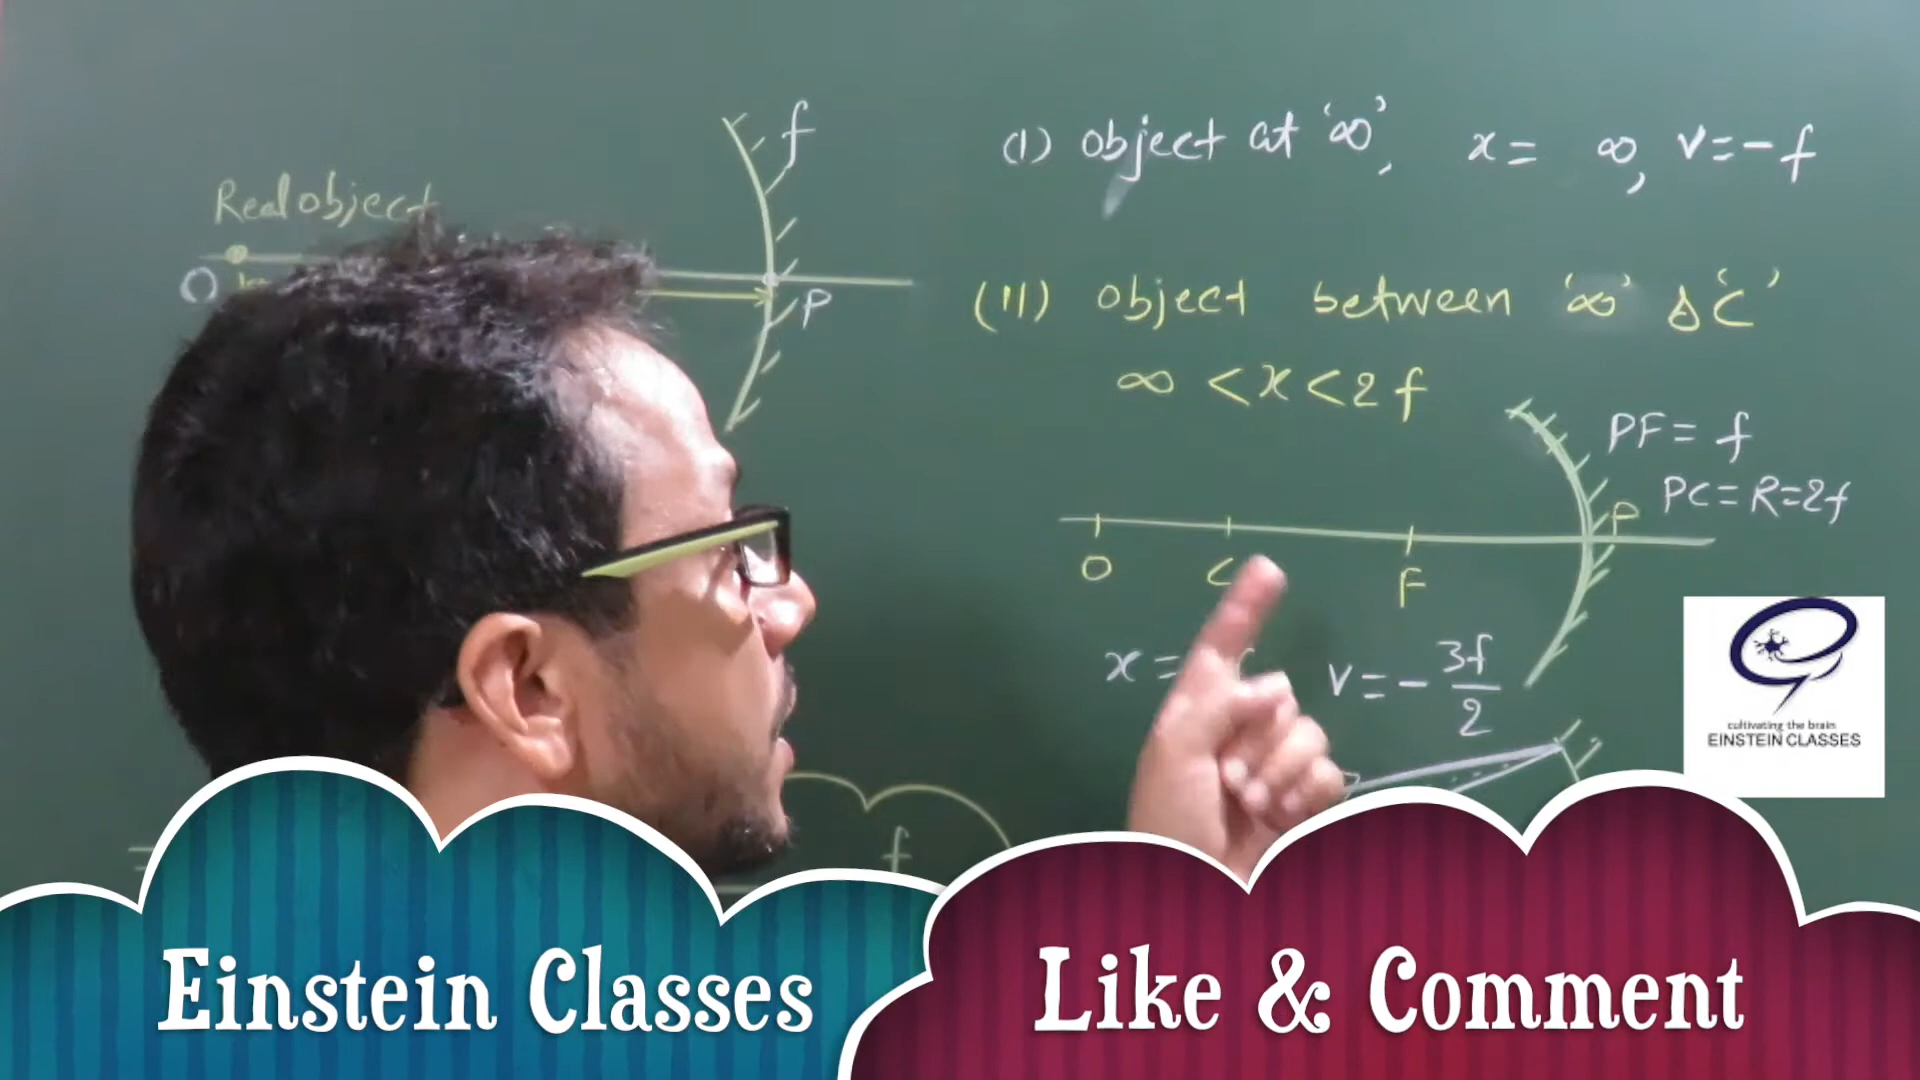 f
Real object
O
P
(I) object at '∞', x = ∞, v = - f
(II) object between '∞' & 'C'
∞ < x < 2f
PF = f
PC = R = 2f
P
O C F
x =
v = - 3f/2
f
cultivating the brain
EINSTEIN CLASSES
Einstein Classes
Like & Comment